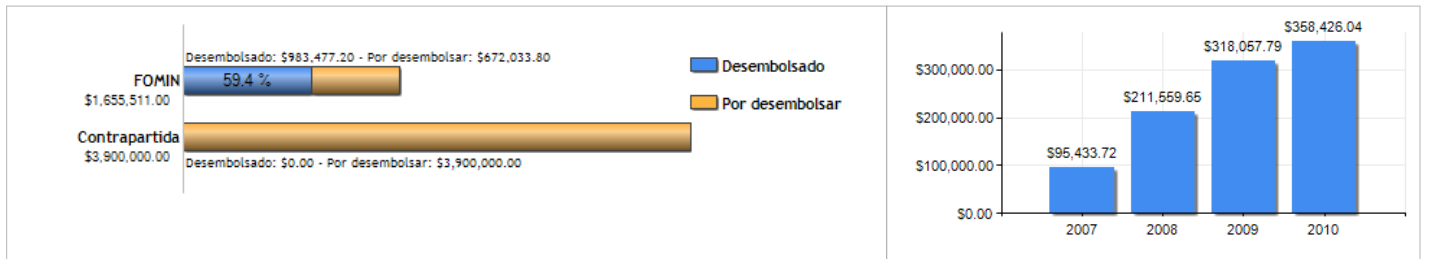 Desembolsado: $983,477.20 - Por desembolsar: $672,033.80
FOMIN
59.4 %
$1,655,511.00
Contrapartida
$3,900,000.00
Desembolsado: $0.00 - Por desembolsar: $3,900,000.00
Desembolsado
Por desembolsar
$358,426.04
$318,057.79
$300,000.00
$211,559.65
$200,000.00
$95,433.72
$100,000.00
$0.00
2007 2008 2009 2010